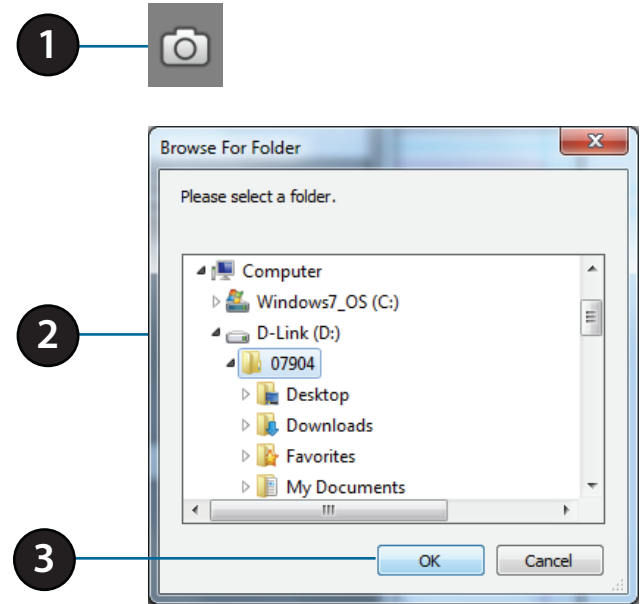 1
Browse For Folder
x
Please select a folder.
Computer
Windows7_OS (C:)
2
D-Link (D:)
07904
Desktop
Downloads
Favorites
My Documents
3
OK
Cancel